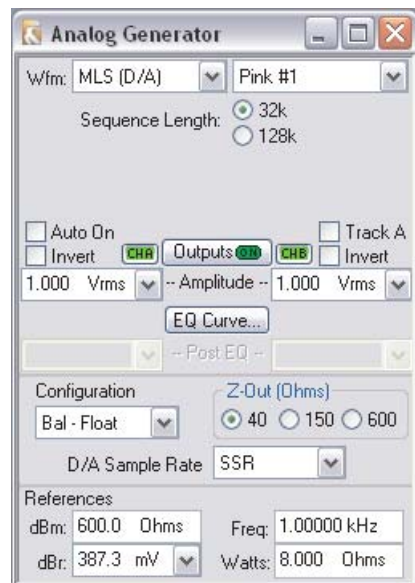 Analog Generator
Wfm: MLS (D/A) Pink #1
Sequence Length: 32k
128k
Auto On Track A
Invert CHA Outputs ON CHB Invert
1.000 Vrms -- Amplitude -- 1.000 Vrms
EQ Curve...
-- Post EQ --
Configuration Z-Out (Ohms)
Bal - Float 40 150 600
D/A Sample Rate SSR
References
dBm: 600.0 Ohms Freq: 1.00000 kHz
dBr: 387.3 mV Watts: 8.000 Ohms